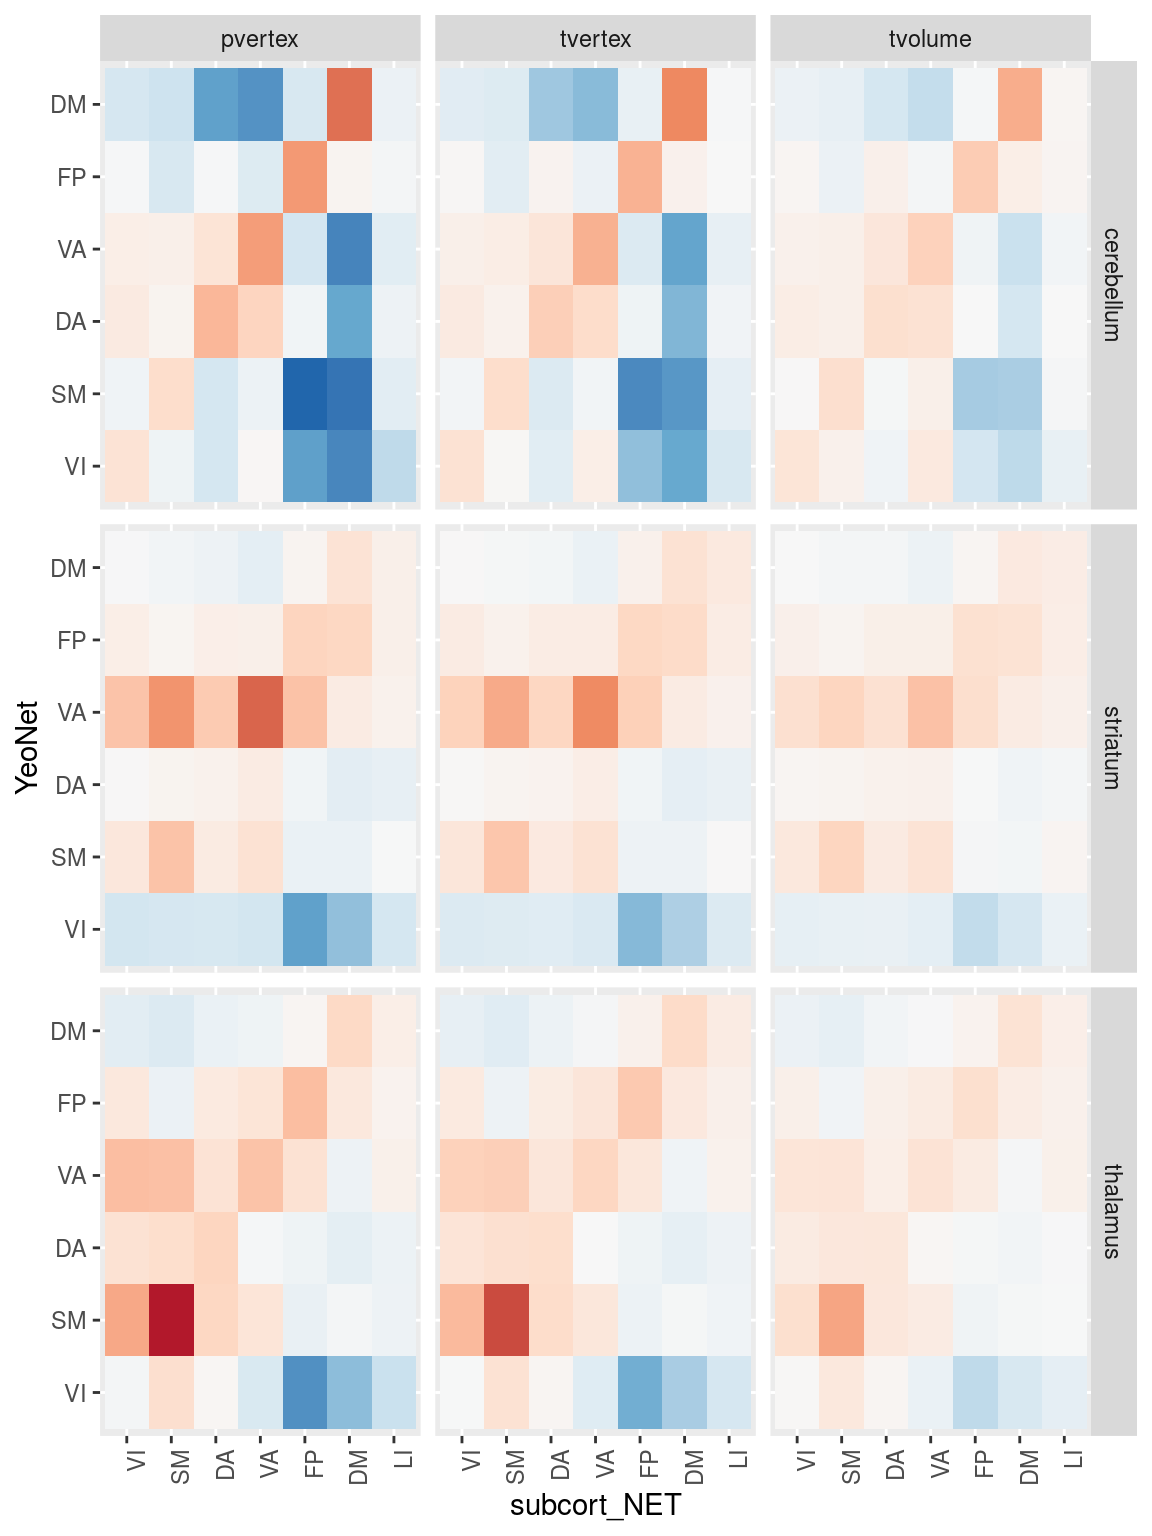 pvertex tvertex tvolume
DM
FP
VA
DA
SM
VI
cerebellum
DM
FP
VA
DA
SM
VI
striatum
DM
FP
VA
DA
SM
VI
thalamus
YeoNet
VI SM DA VA FP DM LI VI SM DA VA FP DM LI VI SM DA VA FP DM LI
subcort_NET